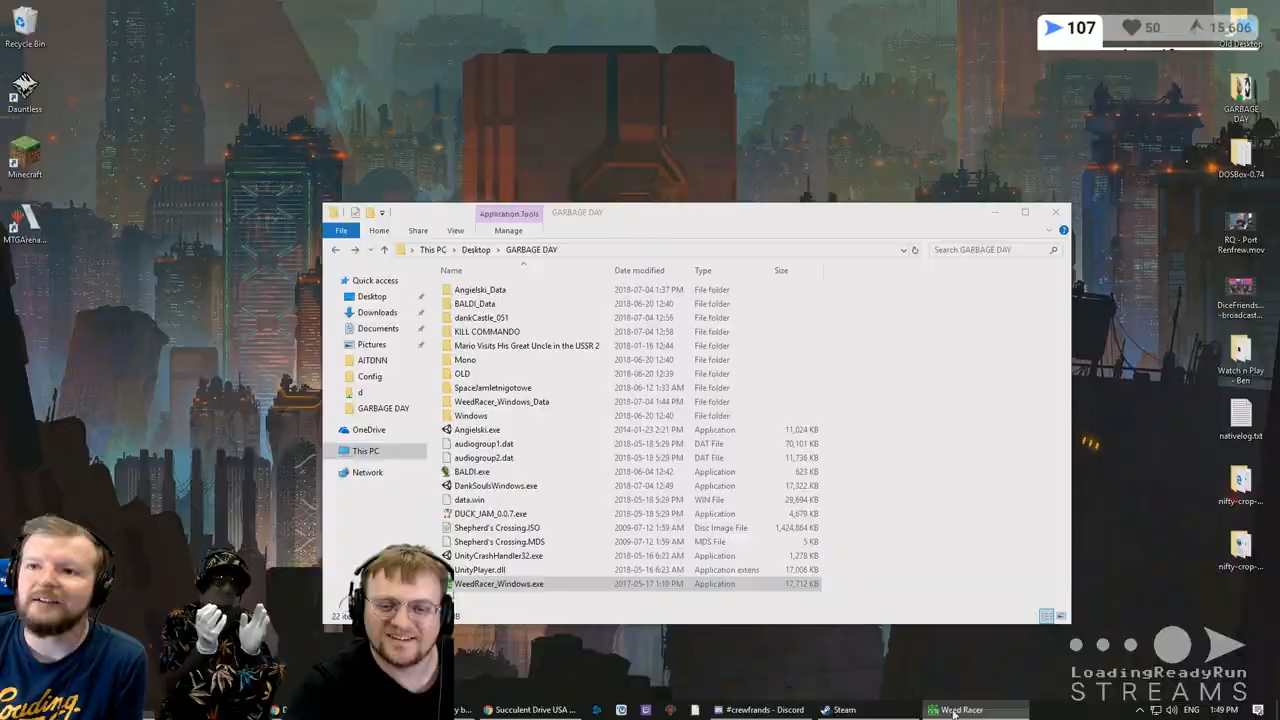 107
50
15 606
Recycle Bin
Dauntless
Minecraft
MTGArena...
Old Desktop
GARBAGE DAY
DOSBox-0.74
RQ - Port Renfrew.mov
DiceFriends... -broadcast...
Watch n Play - Ben
nativelog.txt
nifty-crop-...
nifty-crop-...
Application Tools
GARBAGE DAY
File
Home
Share
View
Manage
This PC > Desktop > GARBAGE DAY
Search GARBAGE DAY
Name Date modified Type Size
Quick access
Desktop
Downloads
Documents
Pictures
AITDNN
Config
d
GARBAGE DAY
OneDrive
This PC
Network
Angielski_Data 2018-07-04 1:37 PM File folder
BALDI_Data 2018-06-20 12:40 File folder
dankCastle_051 2018-07-04 12:56 File folder
KILL COMMANDO 2018-07-04 12:58 File folder
Mario Visits His Great Uncle in the USSR 2 2018-01-16 12:44 File folder
Mono 2018-06-20 12:40 File folder
OLD 2018-06-20 12:39 File folder
SpaceJamletnigotowe 2018-06-12 1:33 AM File folder
WeedRacer_Windows_Data 2018-07-04 1:44 PM File folder
Windows 2018-06-20 12:40 File folder
Angielski.exe 2014-01-23 2:21 PM Application 11,024 KB
audiogroup1.dat 2018-05-18 5:29 PM DAT File 70,101 KB
audiogroup2.dat 2018-05-18 5:29 PM DAT File 11,736 KB
BALDI.exe 2018-06-04 12:42 Application 623 KB
DankSoulsWindows.exe 2018-07-04 12:49 Application 17,322 KB
data.win 2018-05-18 5:29 PM WIN File 29,694 KB
DUCK_JAM_0.0.7.exe 2018-05-18 5:29 PM Application 4,679 KB
Shepherd's Crossing.ISO 2009-07-12 1:59 AM Disc Image File 1,424,864 KB
Shepherd's Crossing.MDS 2009-07-12 1:59 AM MDS File 5 KB
UnityCrashHandler32.exe 2018-05-16 6:23 AM Application 1,278 KB
UnityPlayer.dll 2018-05-16 6:23 AM Application extens 17,006 KB
WeedRacer_Windows.exe 2017-05-17 1:10 PM Application 17,712 KB
22
Loading
LoadingReadyRun
STREAMS
Succulent Drive USA ...
#crewfrands - Discord
Steam
Weed Racer
ENG 1:49 PM